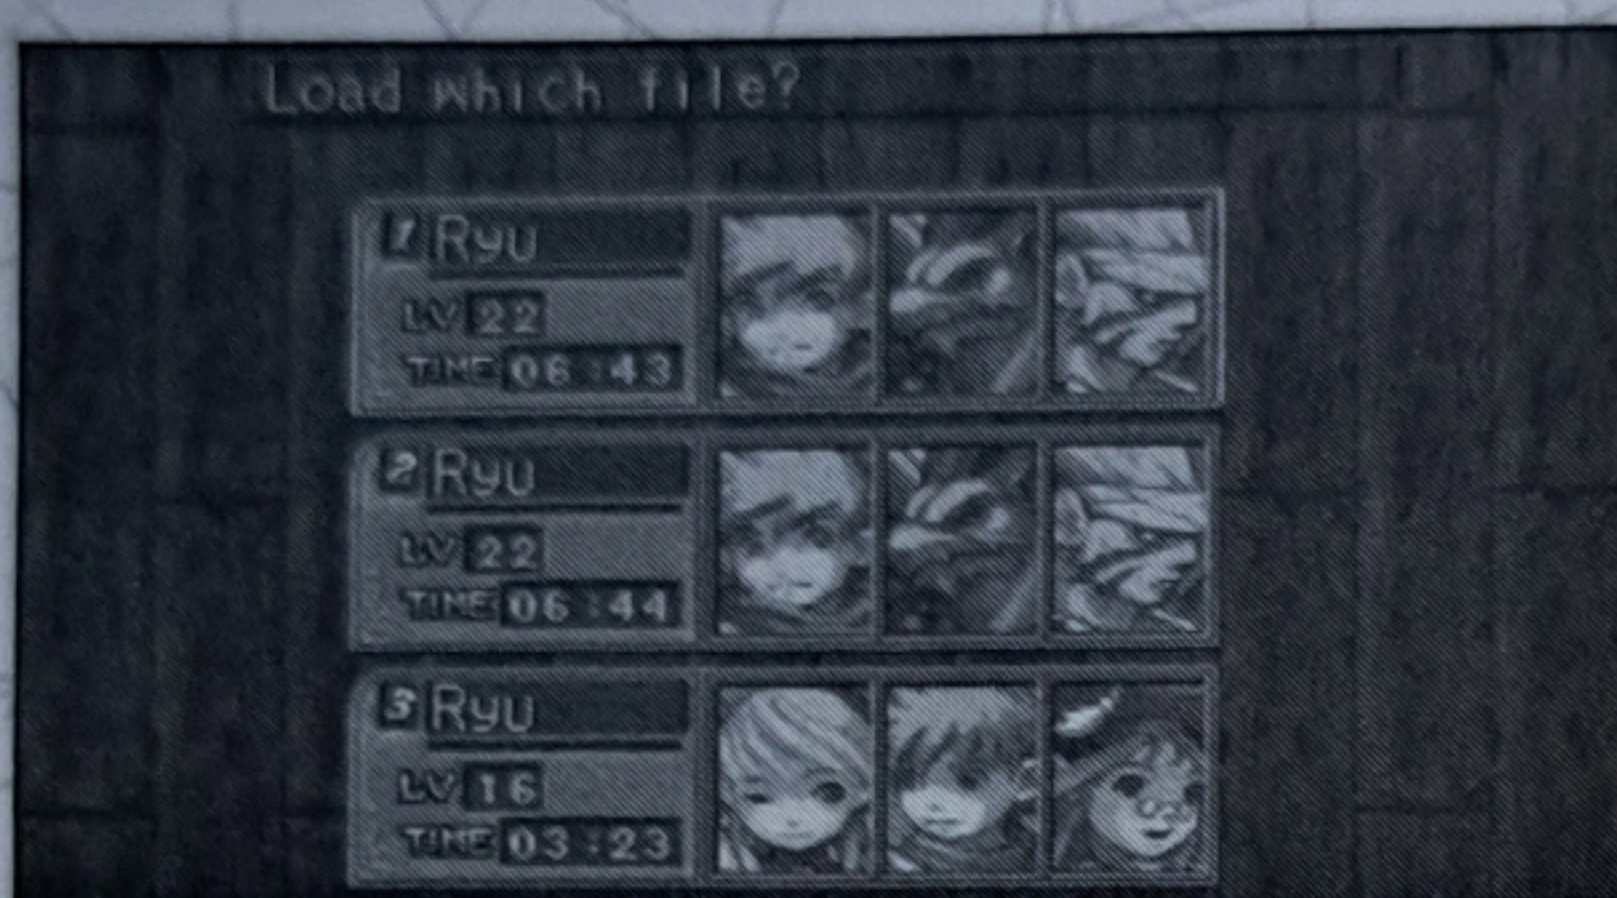 Load which file?
1 Ryu
LV 22
TIME 06:43
2 Ryu
LV 22
TIME 06:44
3 Ryu
LV 16
TIME 03:23